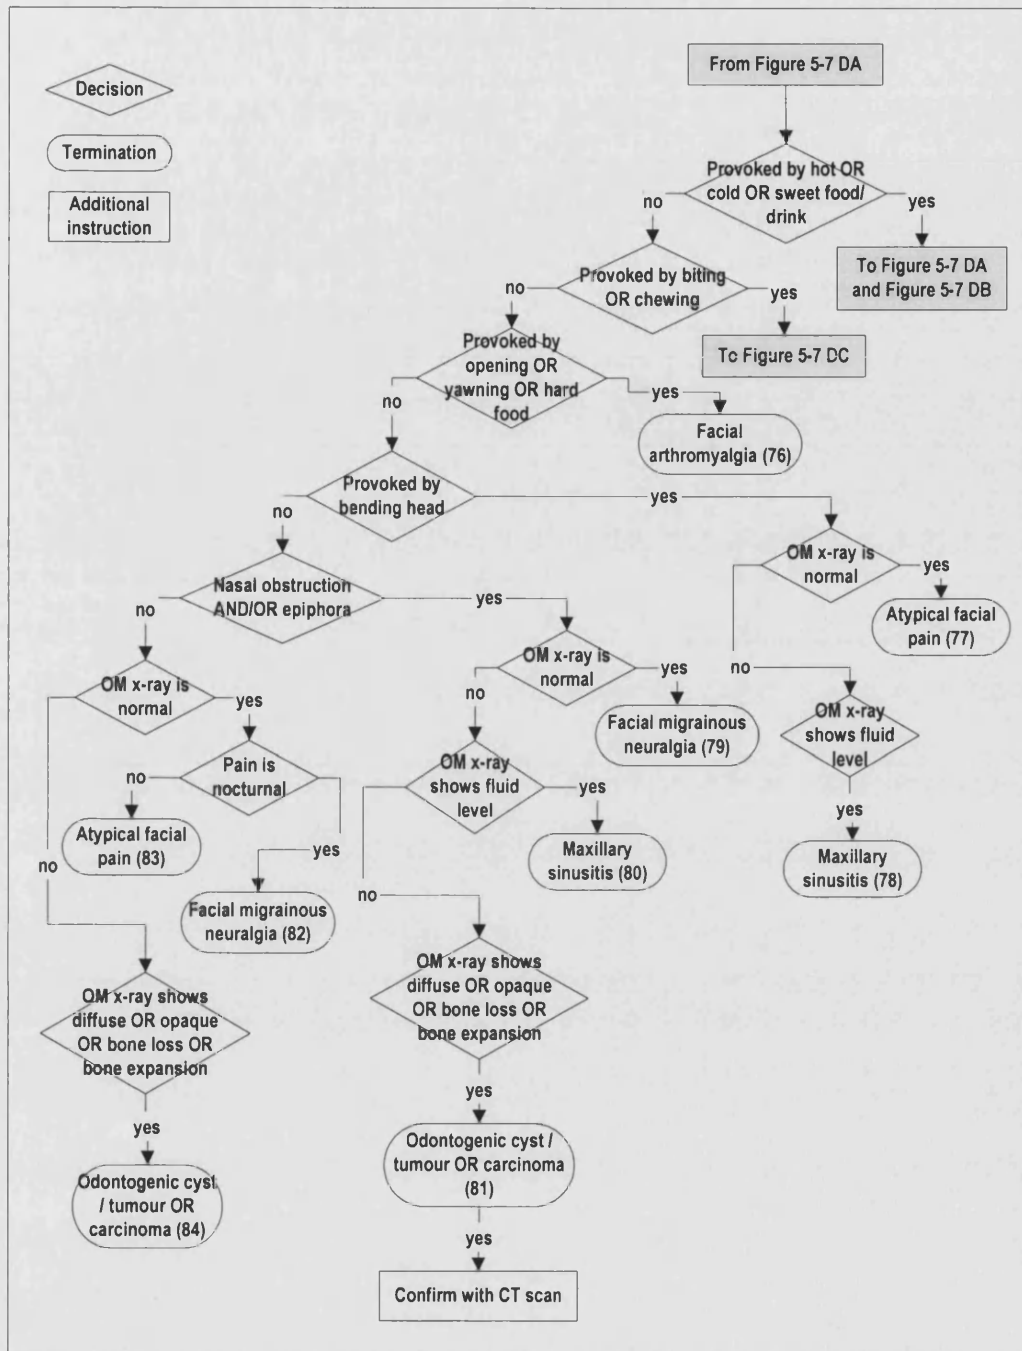 From Figure 5-7 DA
Decision
Termination
Additional
instruction
Provoked by hot OR
cold OR sweet food/
drink
no
yes
To Figure 5-7 DA
and Figure 5-7 DB
Provoked by biting
OR chewing
no
yes
To Figure 5-7 DC
Provoked by
opening OR
yawning OR hard
food
no
yes
Facial
arthromyalgia (76)
Provoked by
bending head
no
yes
OM x-ray is
normal
yes
Atypical facial
pain (77)
no
OM x-ray
shows fluid
level
yes
Maxillary
sinusitis (78)
Nasal obstruction
AND/OR epiphora
no
yes
OM x-ray is
normal
yes
Facial migrainous
neuralgia (79)
no
OM x-ray
shows fluid
level
yes
Maxillary
sinusitis (80)
no
OM x-ray shows
diffuse OR opaque
OR bone loss OR
bone expansion
yes
Odontogenic cyst /
tumour OR carcinoma
(81)
yes
Confirm with CT scan
OM x-ray is
normal
yes
Pain is
nocturnal
no
Atypical facial
pain (83)
yes
Facial migrainous
neuralgia (82)
no
OM x-ray shows
diffuse OR opaque
OR bone loss OR
bone expansion
yes
Odontogenic cyst
/ tumour OR
carcinoma (84)